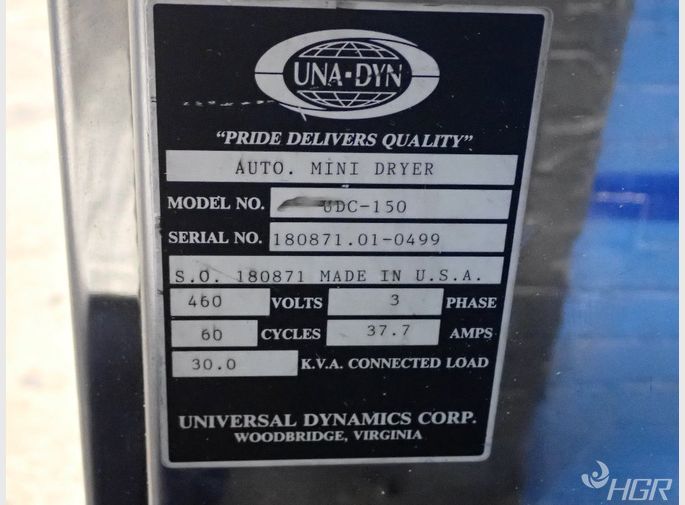 UNA-DYN
"PRIDE DELIVERS QUALITY"
AUTO. MINI DRYER
MODEL NO. UDC-150
SERIAL NO. 180871.01-0499
S.O. 180871 MADE IN U.S.A.
460 VOLTS 3 PHASE
60 CYCLES 37.7 AMPS
30.0 K.V.A. CONNECTED LOAD
UNIVERSAL DYNAMICS CORP.
WOODBRIDGE, VIRGINIA
HGR